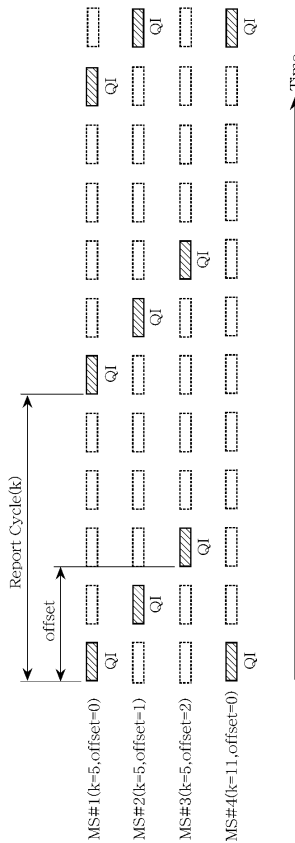 Report Cycle(k)
offset
MS#1(k=5,offset=0)
QI
QI
QI
MS#2(k=5,offset=1)
QI
QI
QI
MS#3(k=5,offset=2)
QI
QI
MS#4(k=11,offset=0)
QI
QI
Time